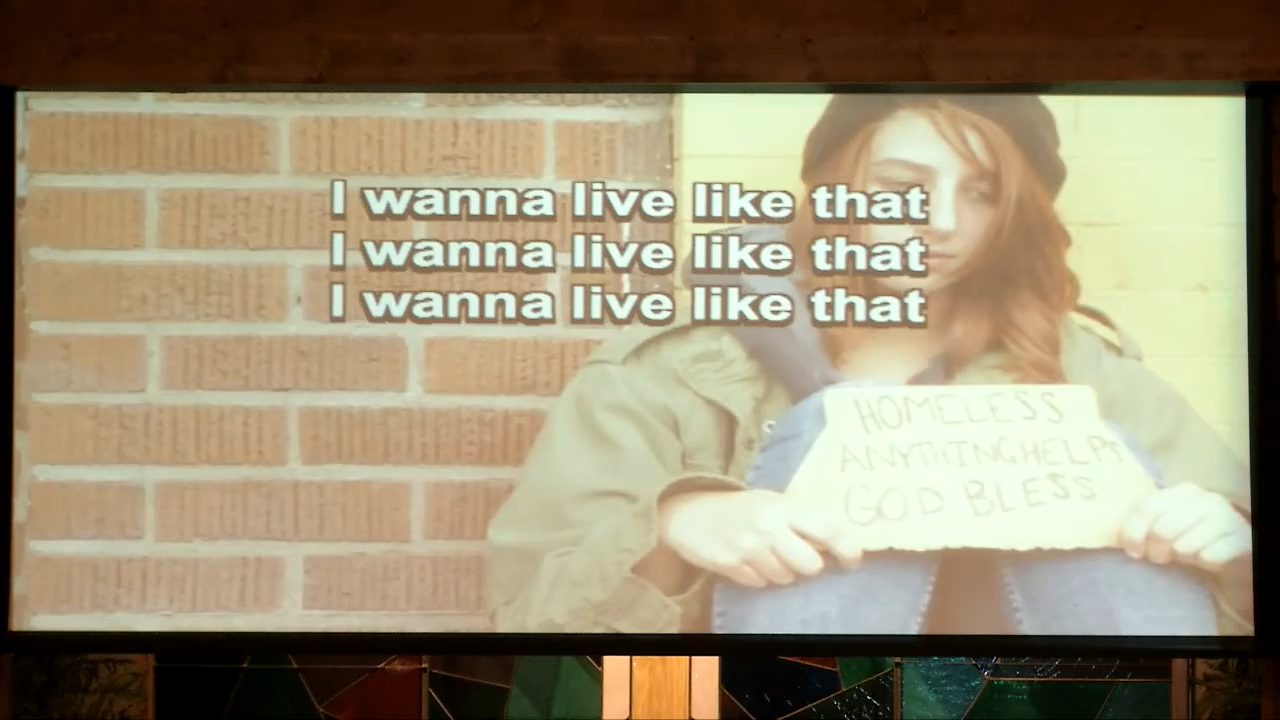 I wanna live like that
I wanna live like that
I wanna live like that
HOMELESS
ANYTHING HELPS
GOD BLESS